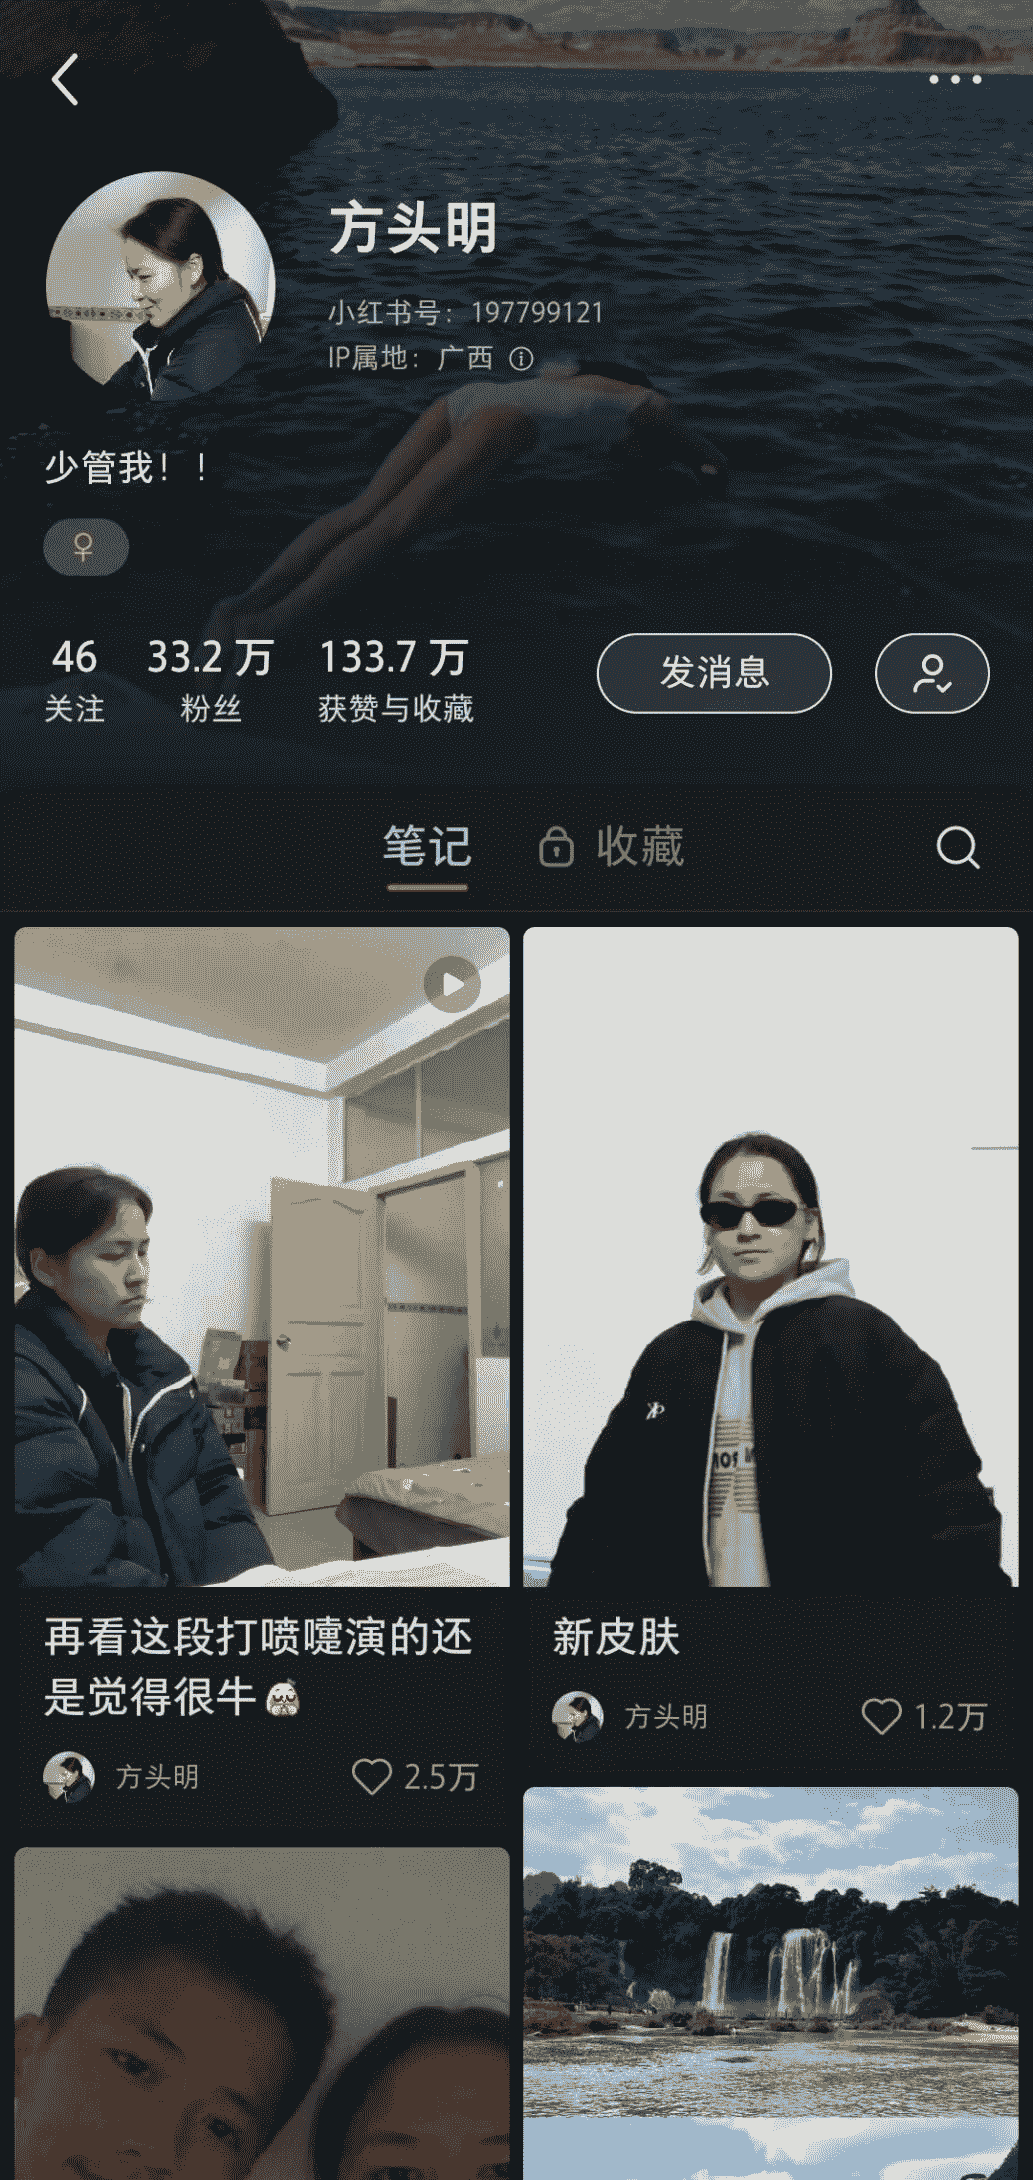 方头明
小红书号：197799121
IP属地：广西
少管我！！
46
关注
33.2 万
粉丝
133.7 万
获赞与收藏
发消息
笔记
收藏
再看这段打喷嚏演的还
是觉得很牛
方头明
2.5万
新皮肤
方头明
1.2万